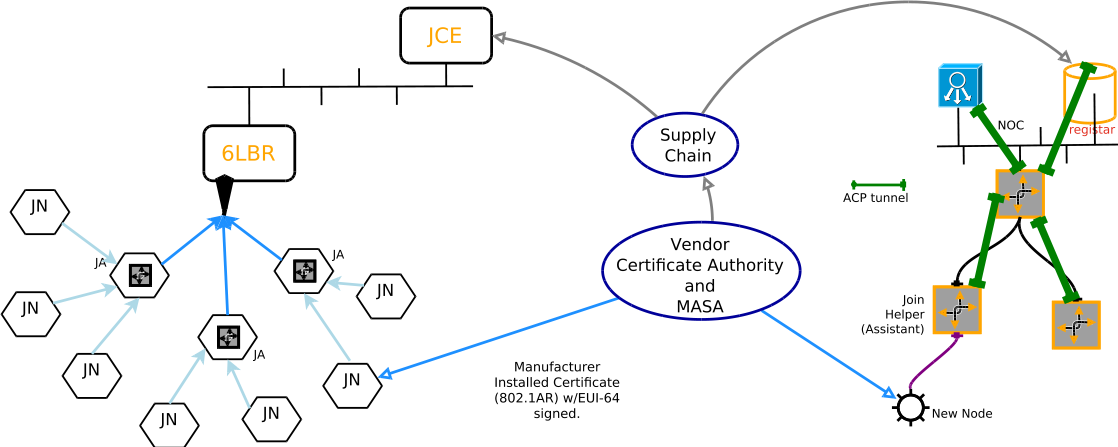 JCE
6LBR
JN
JA
JN
JN
JN
JA
JN
JA
JN
JN
Supply
Chain
Vendor
Certificate Authority
and
MASA
Manufacturer
Installed Certificate
(802.1AR) w/EUI-64
signed.
NOC
registar
ACP tunnel
Join
Helper
(Assistant)
New Node